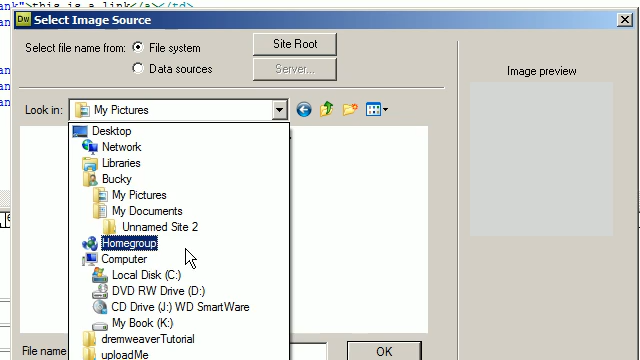 ank">this is a link</a></td>
Dw Select Image Source
Select file name from: File system Site Root
Data sources Server...
Image preview
Look in: My Pictures
Desktop
Network
Libraries
Bucky
My Pictures
My Documents
Unnamed Site 2
Homegroup
Computer
Local Disk (C:)
DVD RW Drive (D:)
CD Drive (J:) WD SmartWare
My Book (K:)
dremweaverTutorial
uploadMe
File name OK